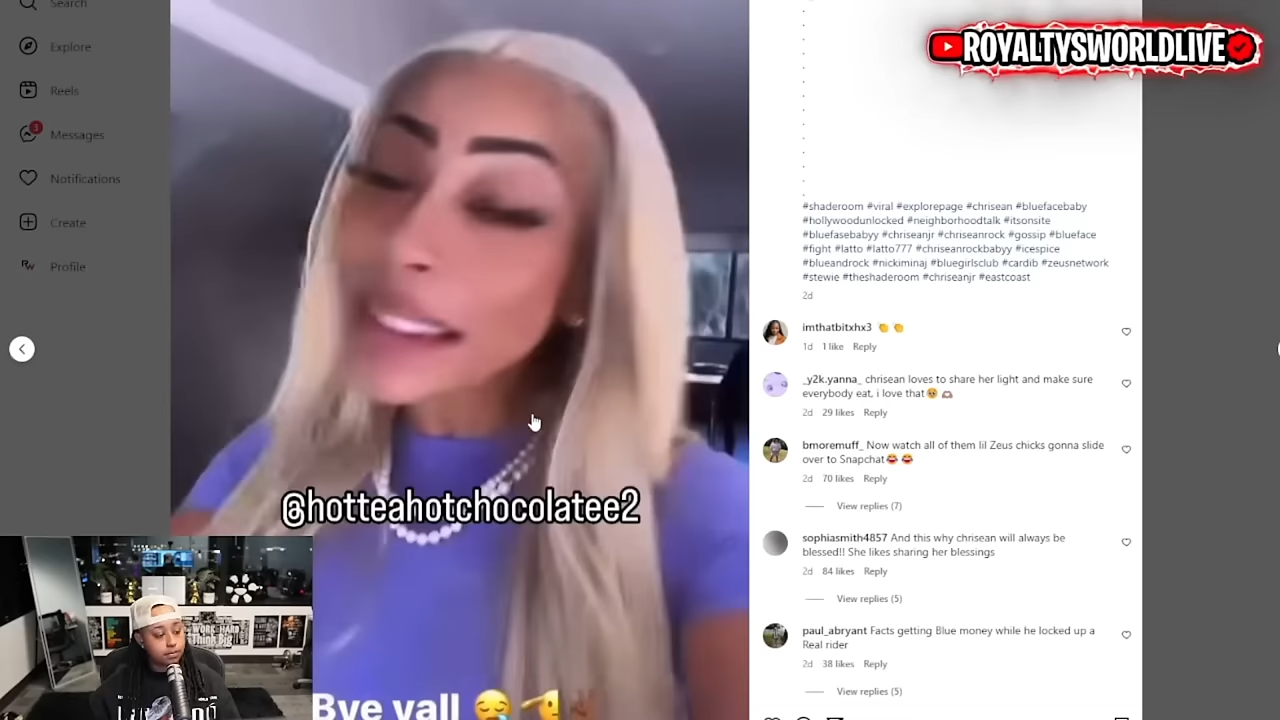 Search
Explore
Reels
3
Messages
Notifications
Create
Profile
@hotteahotchocolatee2
Bye yall
WORK HARD
THINK BIG
ROYALTYSWORLDLIVE
#shaderoom #viral #explorepage #chrisean #bluefacebaby
#hollywoodunlocked #neighborhoodtalk #itsonsite
#bluefasebabyy #chriseanjr #chriseanrock #gossip #blueface
#fight #latto #latto777 #chriseanrockbabyy #icespice
#blueandrock #nickiminaj #bluegirlsclub #cardib #zeusnetwork
#stewie #theshaderoom #chriseanjr #eastcoast
2d
imthatbitxhx3 👏 👏
1d 1 like Reply
_y2k.yanna_ chrisean loves to share her light and make sure
everybody eat, i love that🥹 🫶🏽
2d 29 likes Reply
bmoremuff_ Now watch all of them lil Zeus chicks gonna slide
over to Snapchat😂 😂
2d 70 likes Reply
View replies (7)
sophiasmith4857 And this why chrisean will always be
blessed!! She likes sharing her blessings
2d 84 likes Reply
View replies (5)
paul_abryant Facts getting Blue money while he locked up a
Real rider
2d 38 likes Reply
View replies (5)